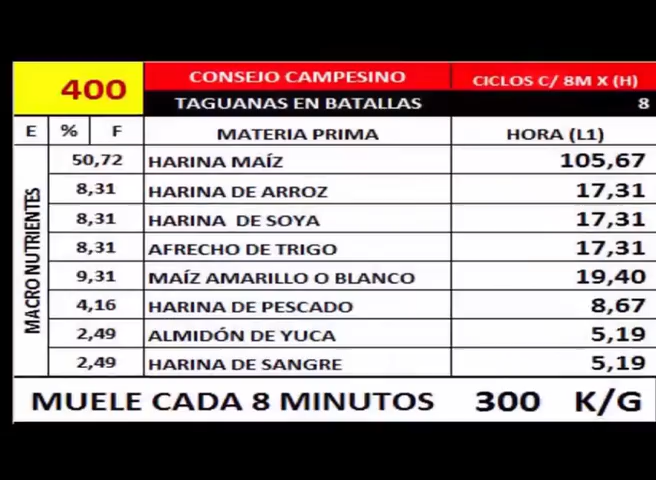 400 CONSEJO CAMPESINO CICLOS C/ 8M X (H)
TAGUANAS EN BATALLAS 8
E % F MATERIA PRIMA HORA (L1)
MACRO NUTRIENTES
50,72 HARINA MAÍZ 105,67
8,31 HARINA DE ARROZ 17,31
8,31 HARINA DE SOYA 17,31
8,31 AFRECHO DE TRIGO 17,31
9,31 MAÍZ AMARILLO O BLANCO 19,40
4,16 HARINA DE PESCADO 8,67
2,49 ALMIDÓN DE YUCA 5,19
2,49 HARINA DE SANGRE 5,19
MUELE CADA 8 MINUTOS 300 K/G